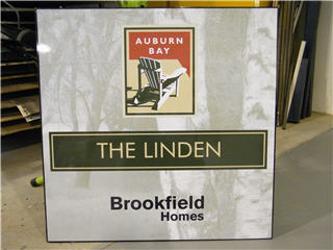 AUBURN
BAY
THE LINDEN
Brookfield
Homes